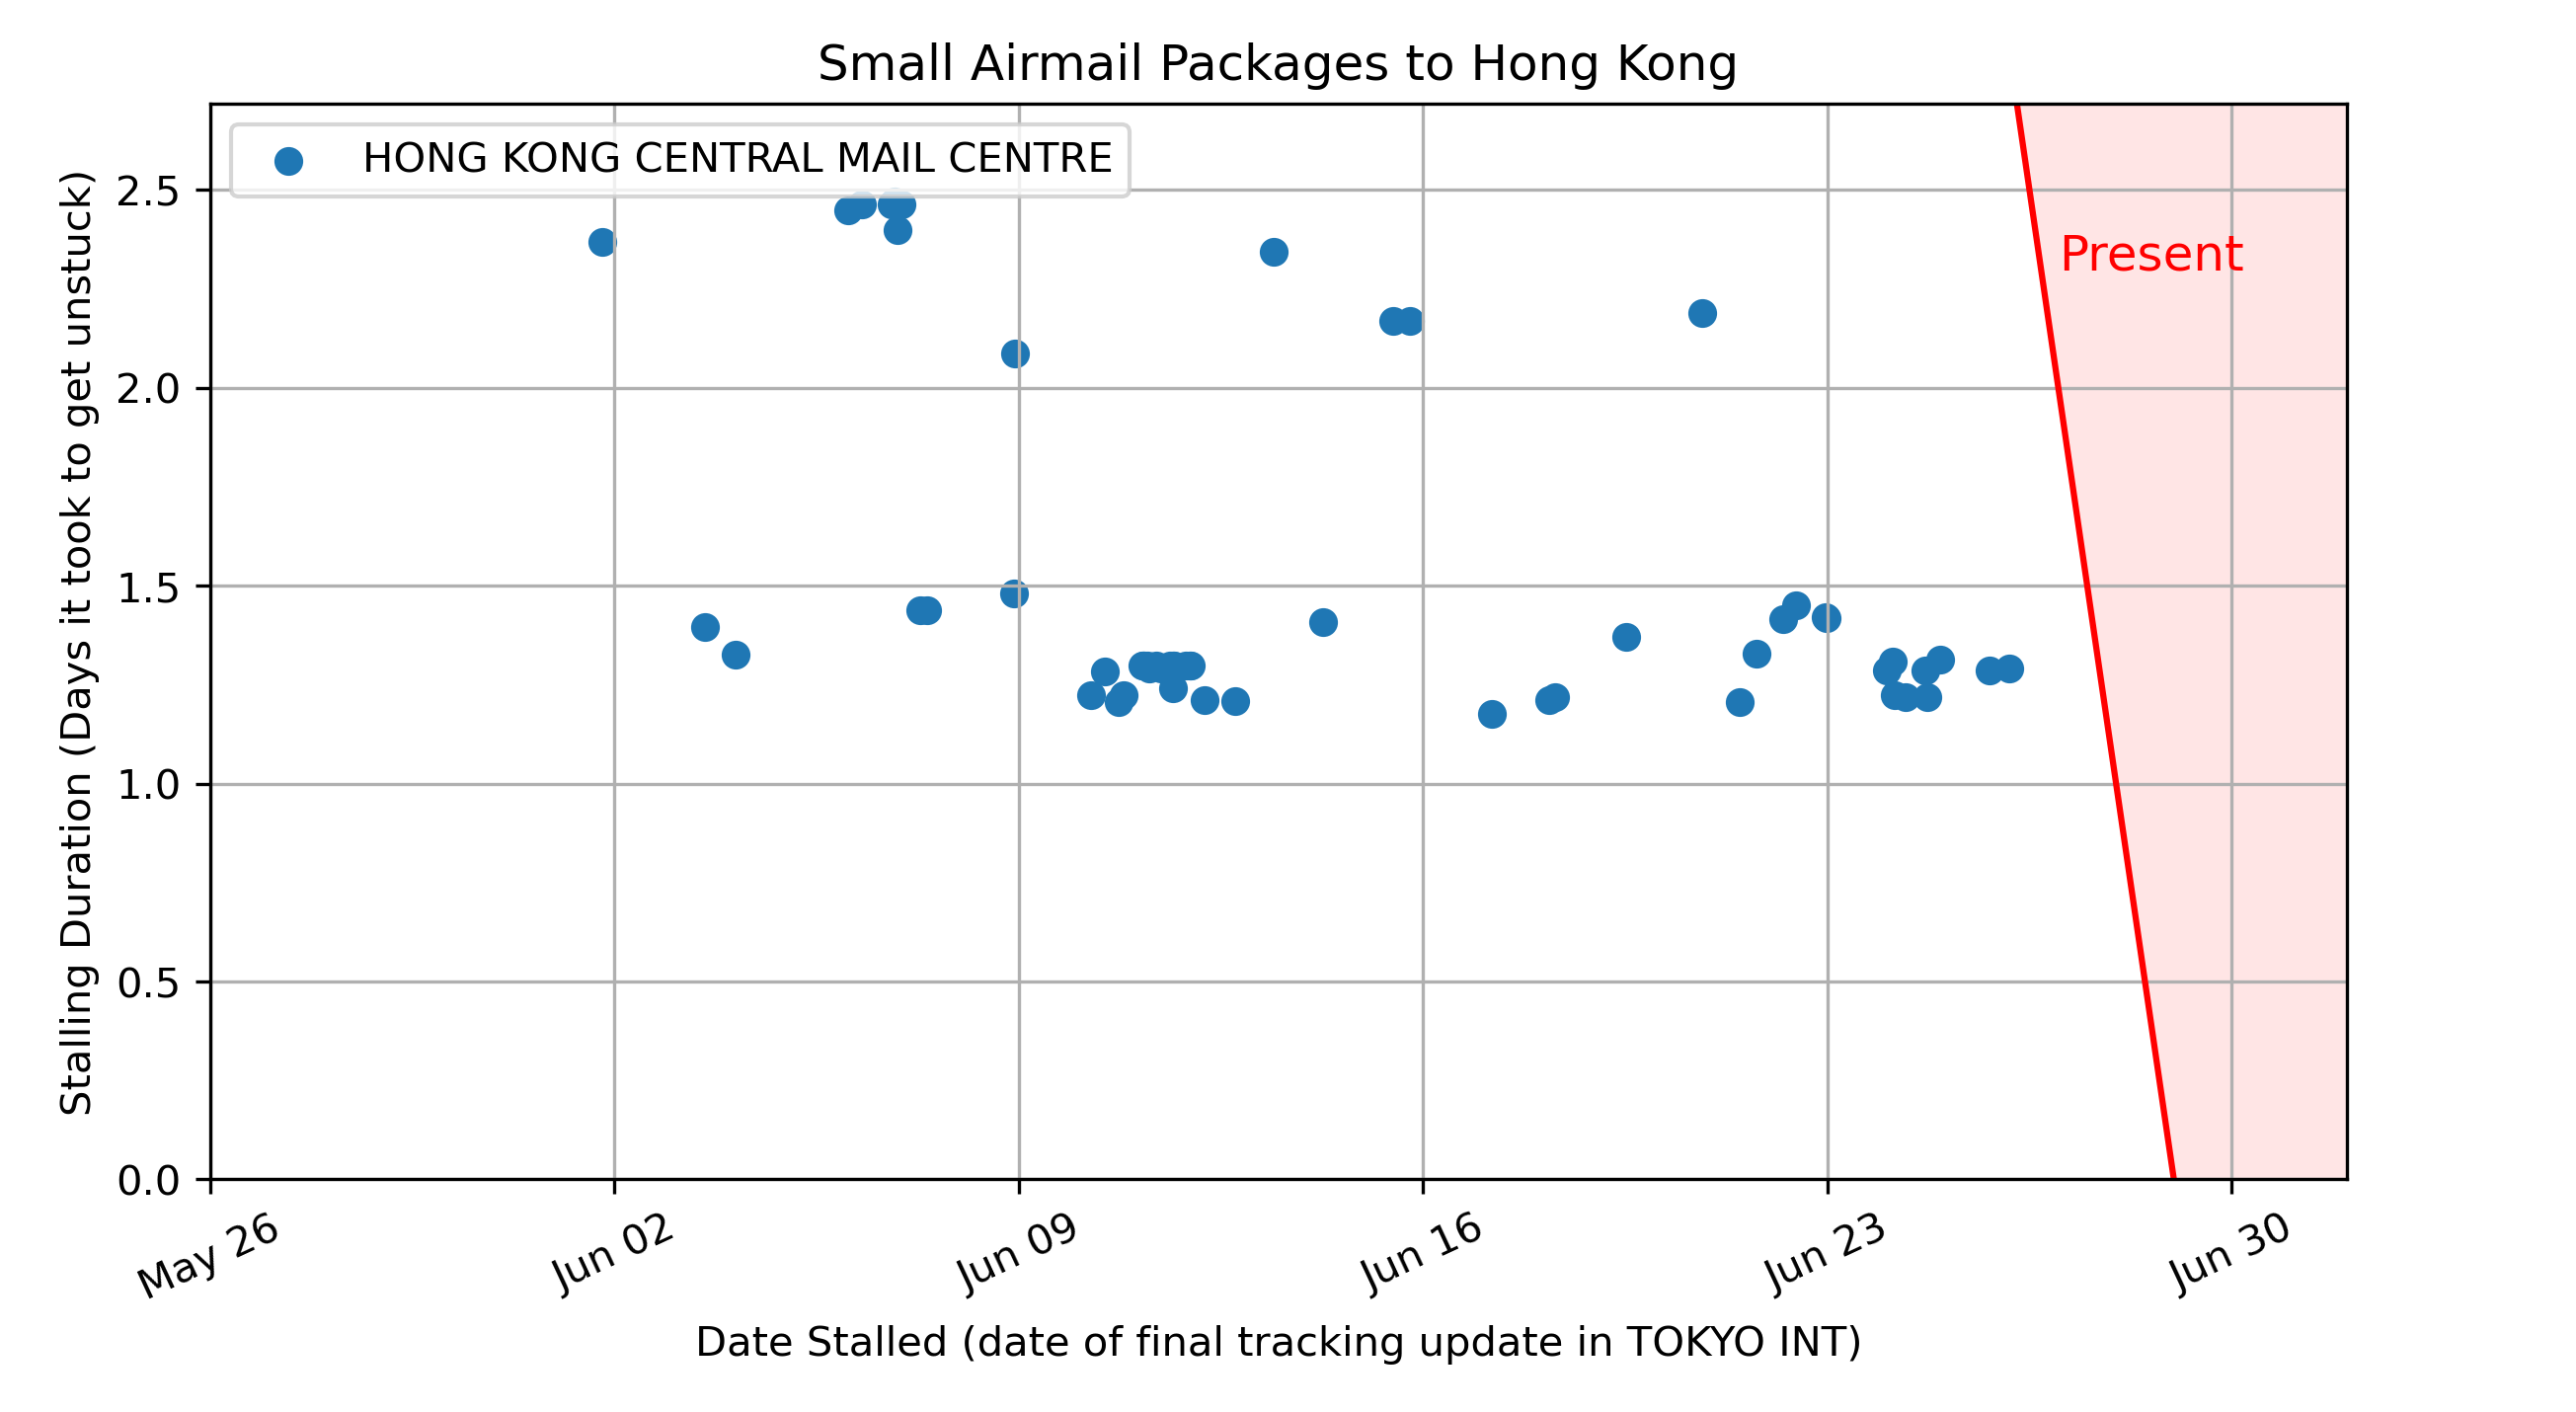 Small Airmail Packages to Hong Kong
HONG KONG CENTRAL MAIL CENTRE
Present
Stalling Duration (Days it took to get unstuck)
2.5
2.0
1.5
1.0
0.5
0.0
May 26
Jun 02
Jun 09
Jun 16
Jun 23
Jun 30
Date Stalled (date of final tracking update in TOKYO INT)